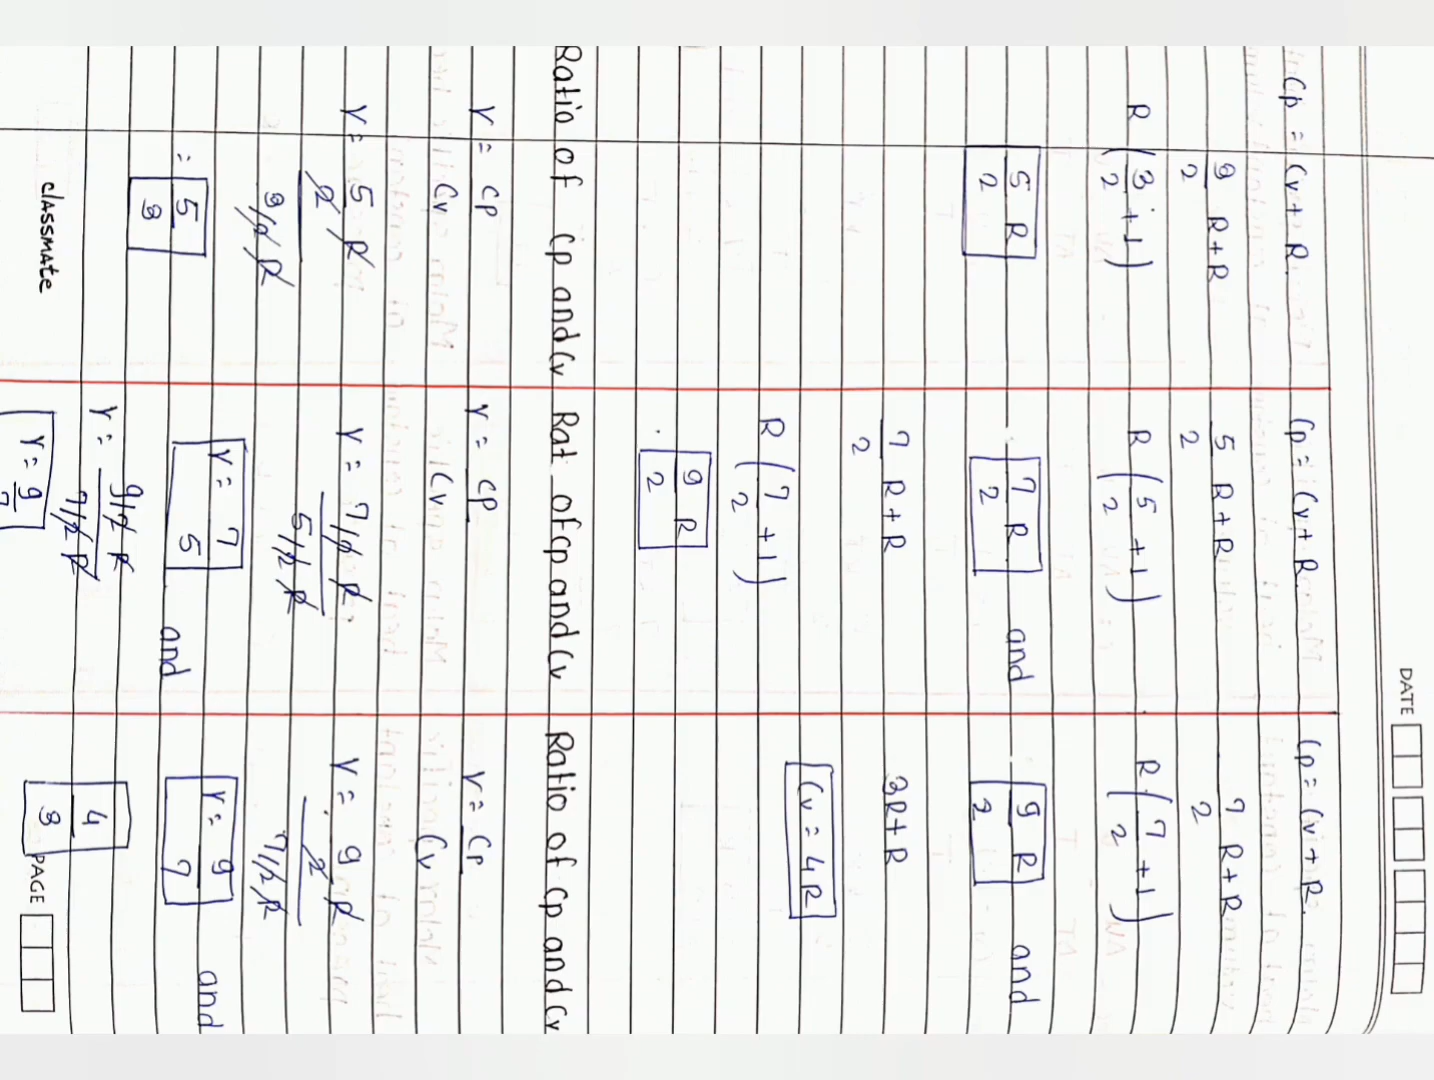 DATE
Cp = Cv + R
3/2 R + R
R (3/2 + 1)
5/2 R
Ratio of Cp and Cv
γ = Cp/Cv
γ = 5/2 R / 3/2 R
= 5/3
Cp = Cv + R
5/2 R + R
R (5/2 + 1)
7/2 R and
7/2 R + R
R (7/2 + 1)
9/2 R
Rat of Cp and Cv
γ = Cp/Cv
γ = 7/2 R / 5/2 R
γ = 7/5 and
γ = 9/2 R / 7/2 R
γ = 9/7
Cp = Cv + R
7/2 R + R
R (7/2 + 1)
9/2 R and
3R + R
Cv = 4R
Ratio of Cp and Cv
γ = Cp/Cv
γ = 9/2 R / 7/2 R
γ = 9/7 and
4/3
classmate
PAGE